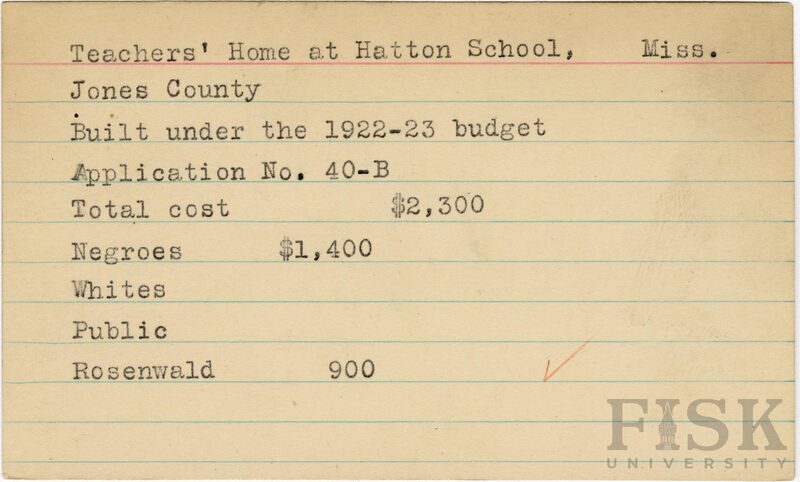 Teachers' Home at Hatton School, Miss.
Jones County
Built under the 1922-23 budget
Application No. 40-B
Total cost $2,300
Negroes $1,400
Whites
Public
Rosenwald 900
FISK
UNIVERSITY